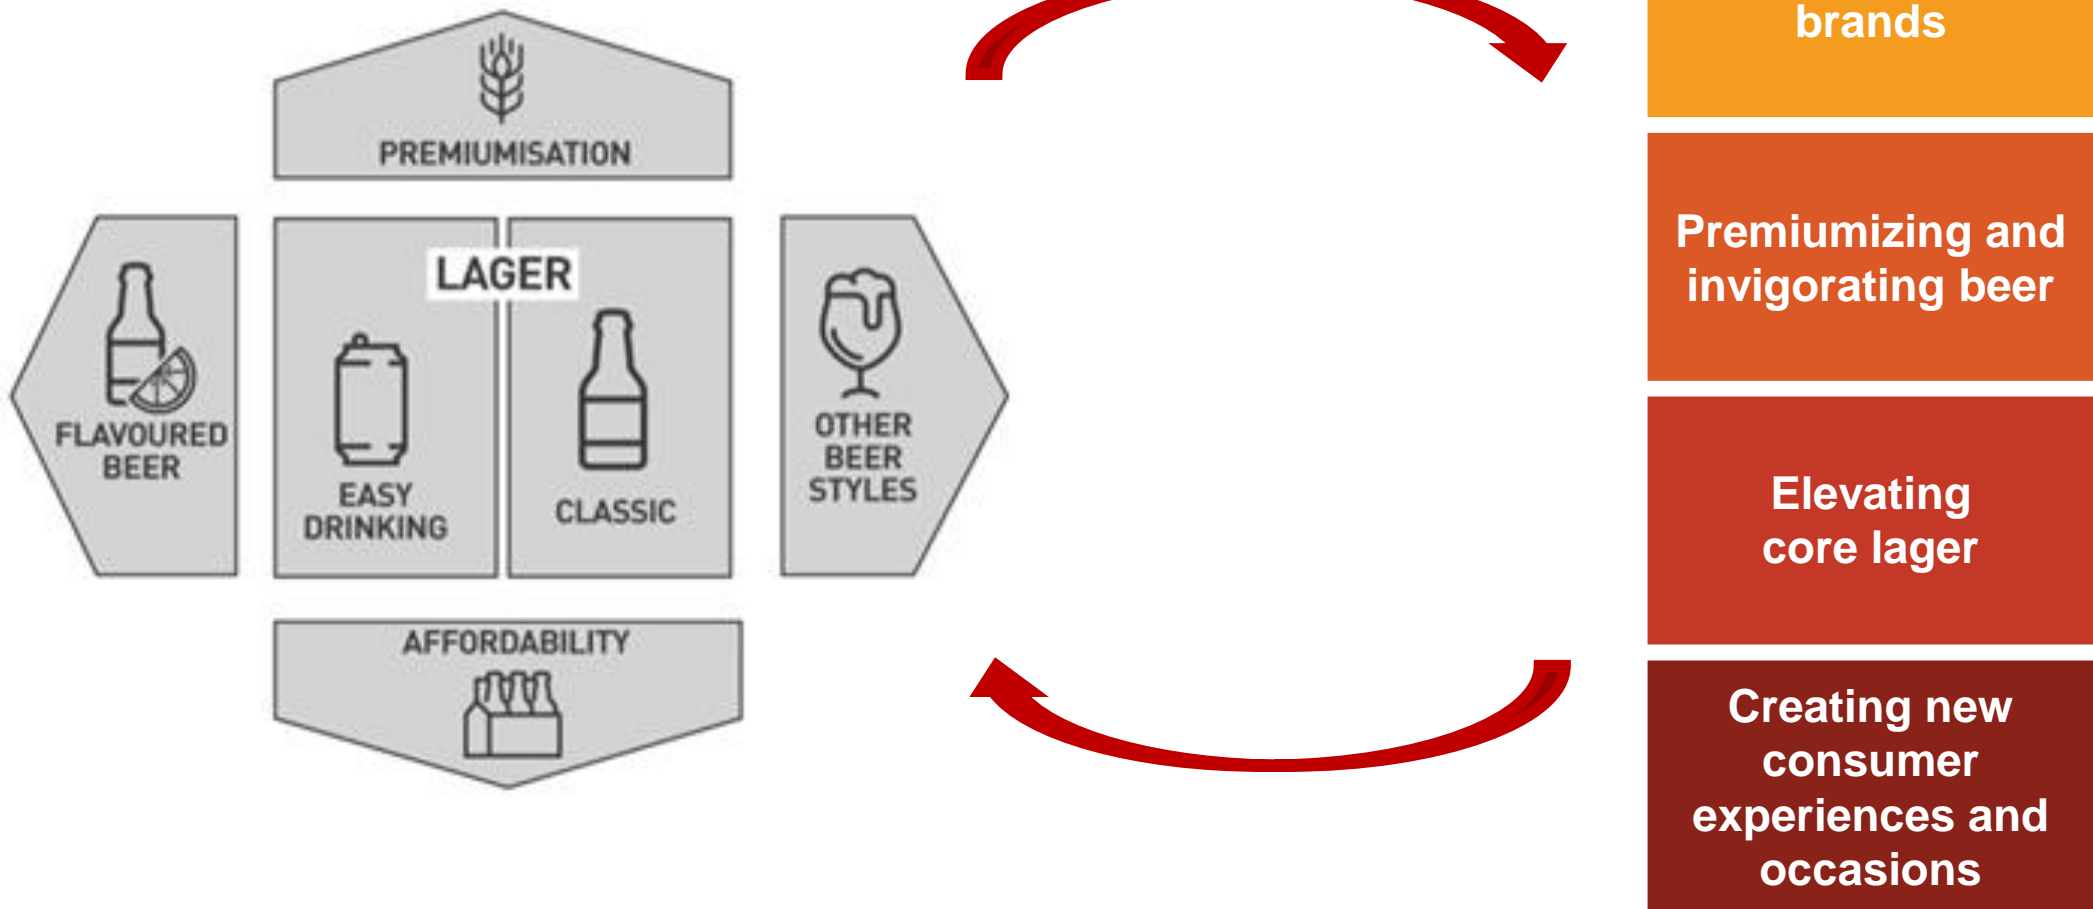 PREMIUMISATION
LAGER
FLAVOURED
BEER
EASY
DRINKING
CLASSIC
OTHER
BEER
STYLES
AFFORDABILITY
brands
Premiumizing and
invigorating beer
Elevating
core lager
Creating new
consumer
experiences and
occasions